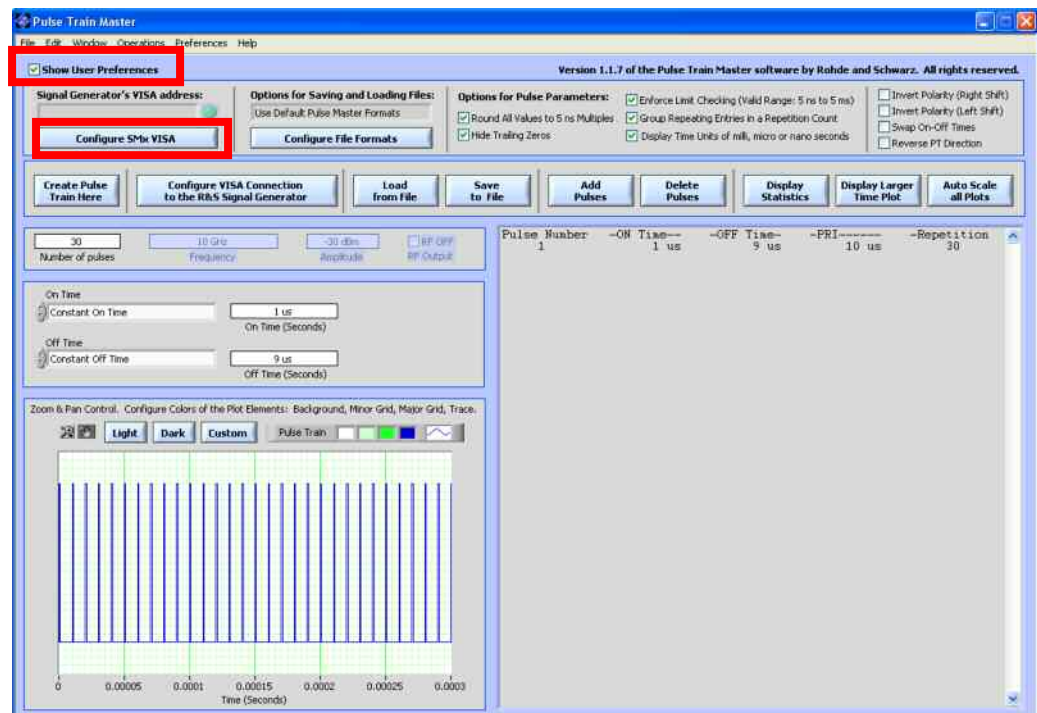 Pulse Train Master
File Edit Window Operations Preferences Help
Show User Preferences
Version 1.1.7 of the Pulse Train Master software by Rohde and Schwarz. All rights reserved.
Signal Generator's VISA address:
Configure SMx VISA
Options for Saving and Loading Files:
Use Default Pulse Master Formats
Configure File Formats
Options for Pulse Parameters:
Round All Values to 5 ns Multiples
Hide Trailing Zeros
Enforce Limit Checking (Valid Range: 5 ns to 5 ms)
Group Repeating Entries in a Repetition Count
Display Time Units of milli, micro or nano seconds
Invert Polarity (Right Shift)
Invert Polarity (Left Shift)
Swap On-Off Times
Reverse PT Direction
Create Pulse Train Here
Configure VISA Connection to the R&S Signal Generator
Load from File
Save to File
Add Pulses
Delete Pulses
Display Statistics
Display Larger Time Plot
Auto Scale all Plots
30
Number of pulses
10 GHz
Frequency
-30 dBm
Amplitude
RF OFF
RF Output
On Time
Constant On Time
1 us
On Time (Seconds)
Off Time
Constant Off Time
9 us
Off Time (Seconds)
Zoom & Pan Control. Configure Colors of the Plot Elements: Background, Minor Grid, Major Grid, Trace.
Light Dark Custom Pulse Train
0 0.00005 0.0001 0.00015 0.0002 0.00025 0.0003
Time (Seconds)
Pulse Number -ON Time-- -OFF Time- -PRI------ -Repetition
1 1 us 9 us 10 us 30